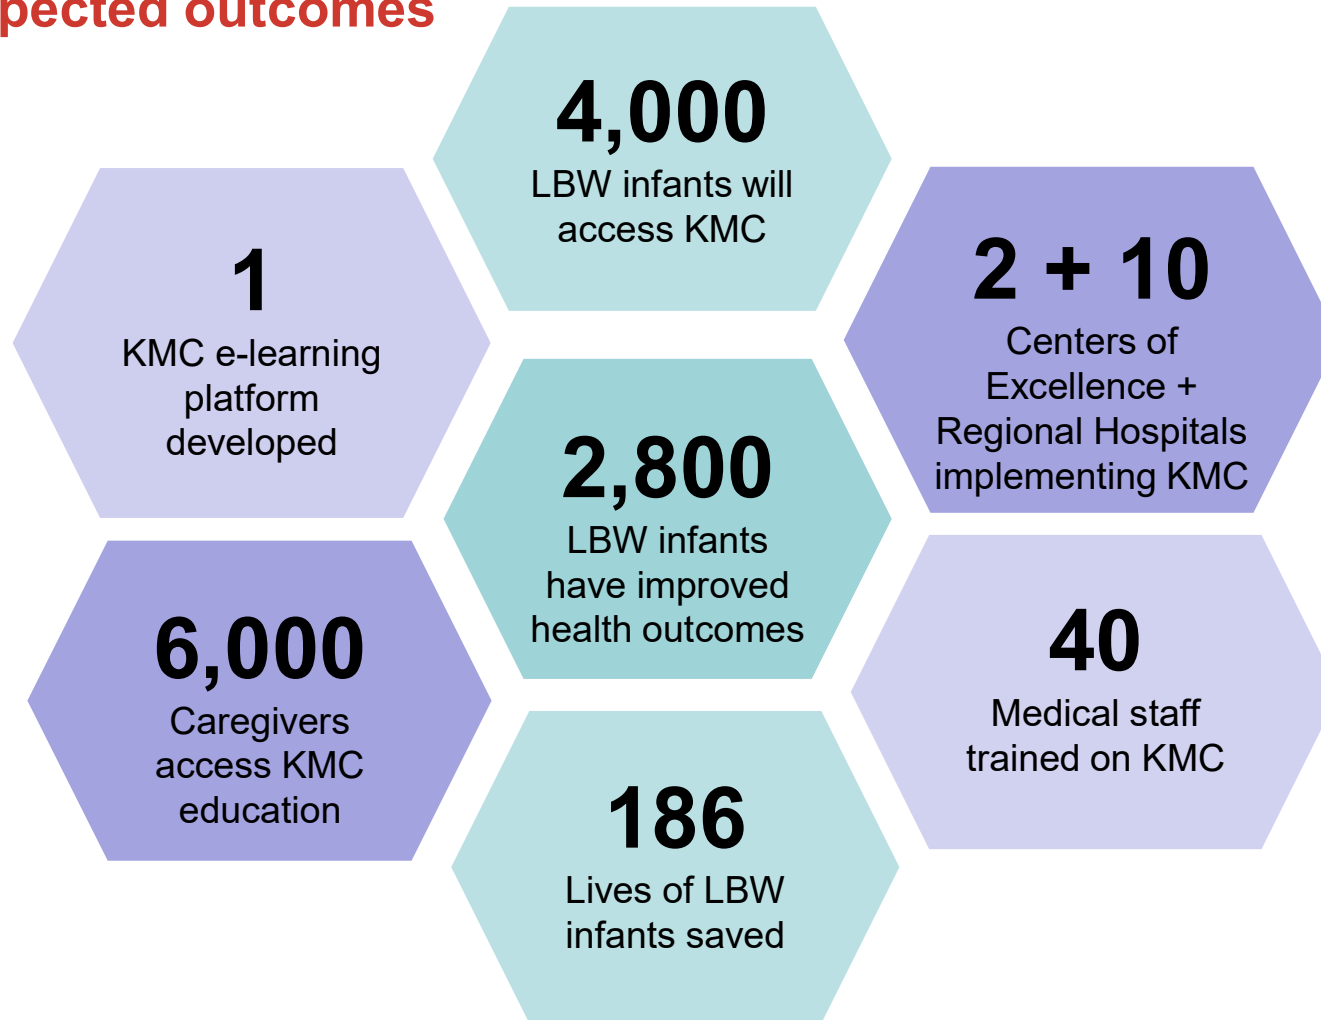 pected outcomes
4,000
LBW infants will
access KMC
1
KMC e-learning
platform
developed
2 + 10
Centers of
Excellence +
Regional Hospitals
implementing KMC
2,800
LBW infants
have improved
health outcomes
6,000
Caregivers
access KMC
education
40
Medical staff
trained on KMC
186
Lives of LBW
infants saved